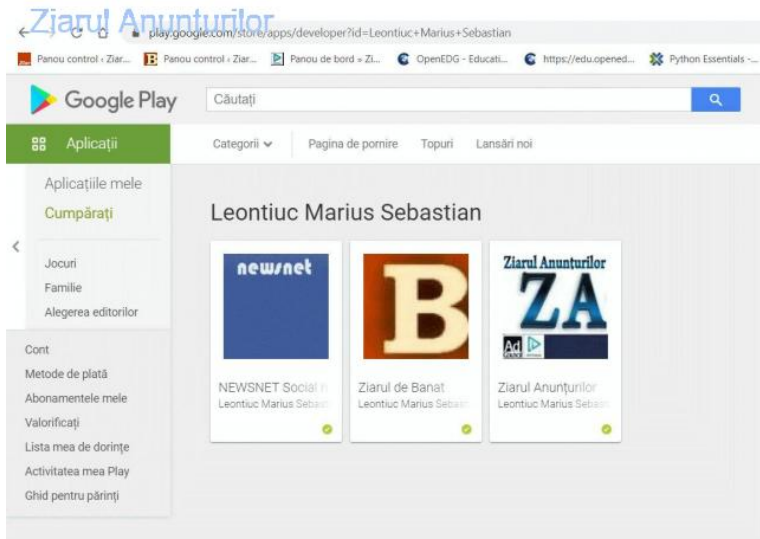 Ziarul Anunturilor
play.google.com/store/apps/developer?id=Leontiuc+Marius+Sebastian
Panou control ‹ Ziar... Panou control ‹ Ziar... Panou de bord « Zi... OpenEDG - Educati... https://edu.opened... Python Essentials -...
Google Play
Căutați
Aplicații
Categorii Pagina de pornire Topuri Lansări noi
Aplicațiile mele
Cumpărați
Jocuri
Familie
Alegerea editorilor
Cont
Metode de plată
Abonamentele mele
Valorificați
Lista mea de dorințe
Activitatea mea Play
Ghid pentru părinți
Leontiuc Marius Sebastian
newsnet
B
Ziarul Anunturilor
ZA
Ad
NEWSNET Social n
Leontiuc Marius Sebast
Ziarul de Banat
Leontiuc Marius Sebast
Ziarul Anunțurilor
Leontiuc Marius Sebast